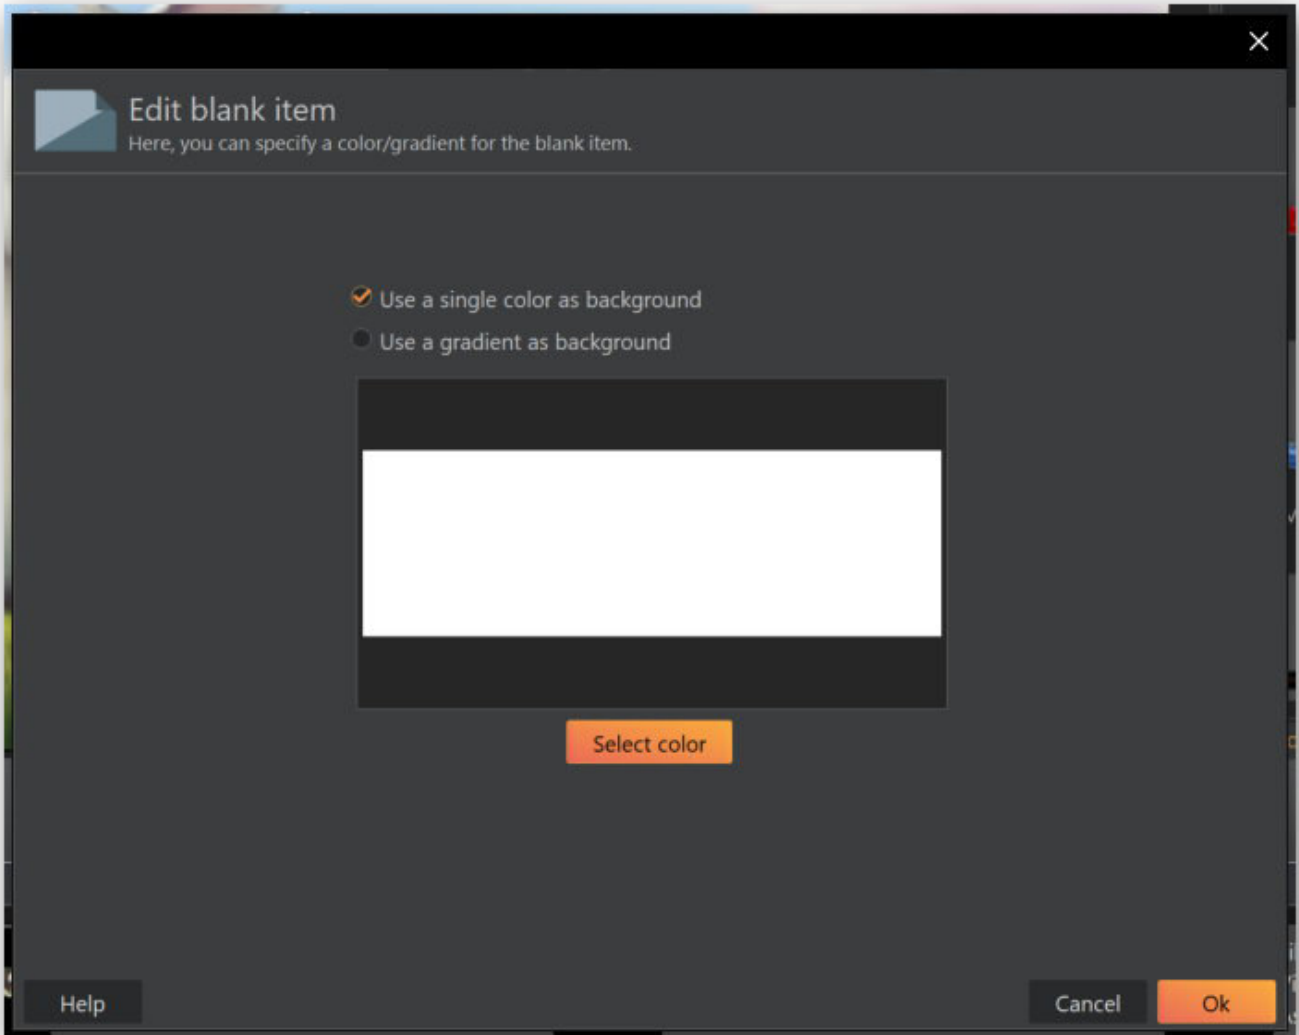 Edit blank item
Here, you can specify a color/gradient for the blank item.
Use a single color as background
Use a gradient as background
Select color
Help
Cancel
Ok